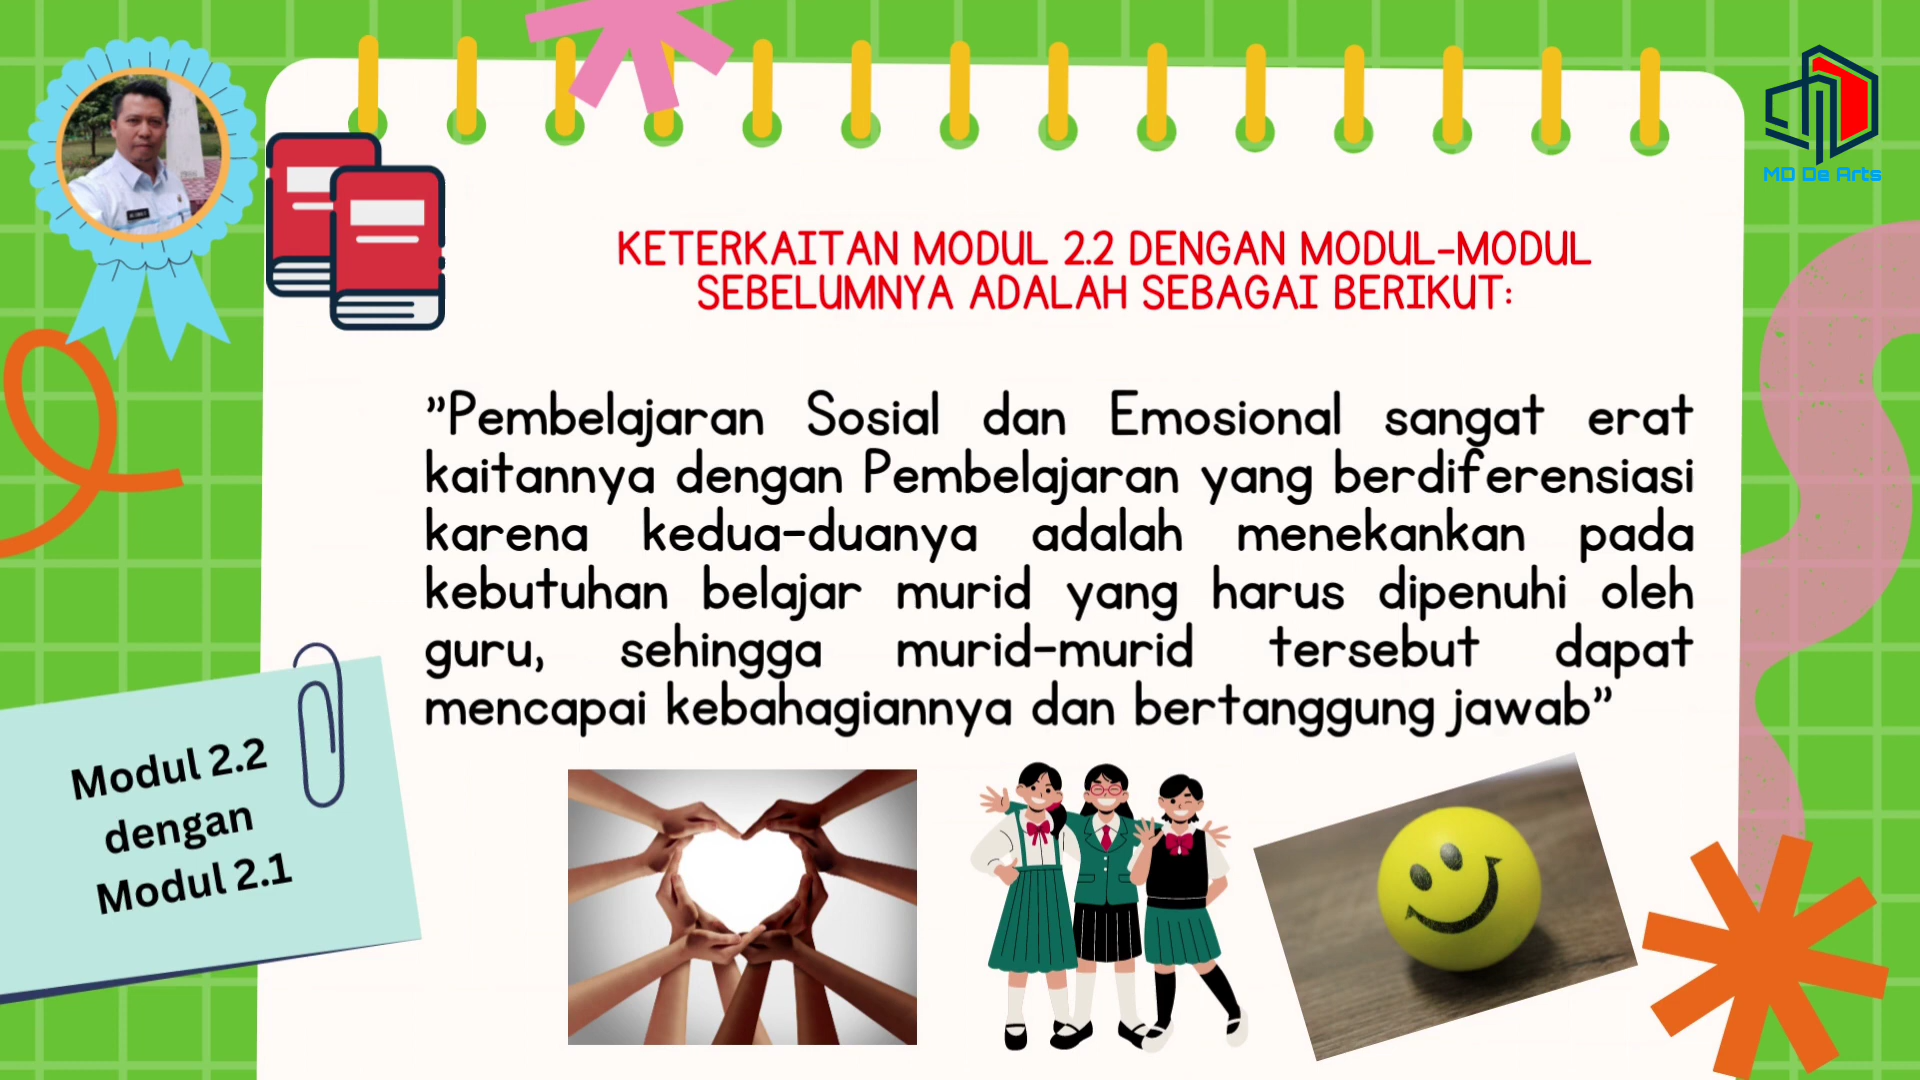 MD De Arts
KETERKAITAN MODUL 2.2 DENGAN MODUL-MODUL
SEBELUMNYA ADALAH SEBAGAI BERIKUT:
"Pembelajaran Sosial dan Emosional sangat erat
kaitannya dengan Pembelajaran yang berdiferensiasi
karena kedua-duanya adalah menekankan pada
kebutuhan belajar murid yang harus dipenuhi oleh
guru, sehingga murid-murid tersebut dapat
mencapai kebahagiannya dan bertanggung jawab"
Modul 2.2
dengan
Modul 2.1